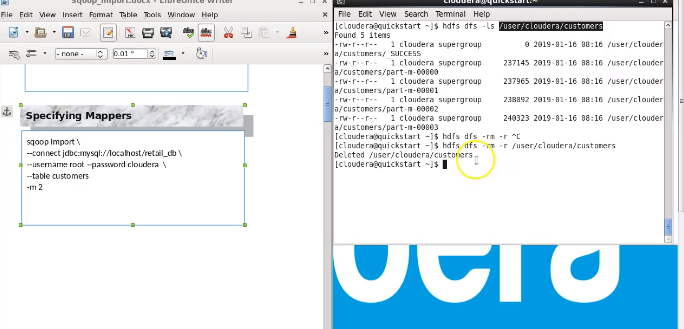 sqoop_import.docx - LibreOffice Writer
File Edit View Insert Format Table Tools Window Help
- none -
0.01 "
Specifying Mappers
sqoop import \
--connect jdbc:mysql://localhost/retail_db \
--username root --password cloudera \
--table customers
-m 2
cloudera@quickstart:~
File Edit View Search Terminal Help
[cloudera@quickstart ~]$ hdfs dfs -ls /user/cloudera/customers
Found 5 items
-rw-r--r-- 1 cloudera supergroup 0 2019-01-16 08:16 /user/clouder
a/customers/_SUCCESS
-rw-r--r-- 1 cloudera supergroup 237145 2019-01-16 08:16 /user/clouder
a/customers/part-m-00000
-rw-r--r-- 1 cloudera supergroup 237965 2019-01-16 08:16 /user/clouder
a/customers/part-m-00001
-rw-r--r-- 1 cloudera supergroup 238092 2019-01-16 08:16 /user/clouder
a/customers/part-m-00002
-rw-r--r-- 1 cloudera supergroup 240323 2019-01-16 08:16 /user/clouder
a/customers/part-m-00003
[cloudera@quickstart ~]$ hdfs dfs -rm -r ^C
[cloudera@quickstart ~]$ hdfs dfs -rm -r /user/cloudera/customers
Deleted /user/cloudera/customers
[cloudera@quickstart ~]$
oudera